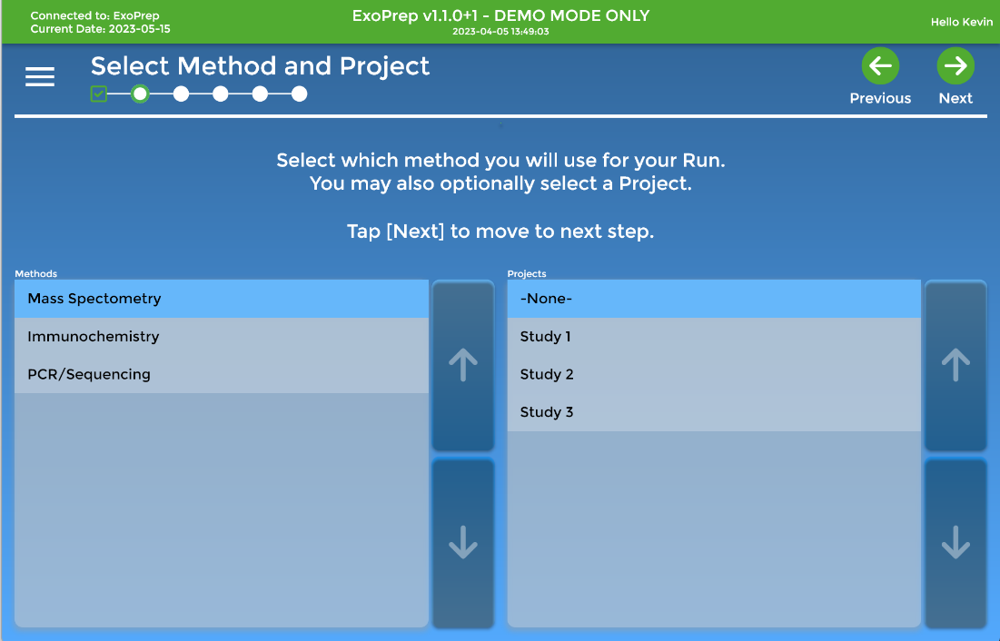 Connected to: ExoPrep
Current Date: 2023-05-15
ExoPrep v1.1.0+1 - DEMO MODE ONLY
2023-04-05 13:49:03
Hello Kevin
Select Method and Project
Previous
Next
Select which method you will use for your Run.
You may also optionally select a Project.
Tap [Next] to move to next step.
Methods
Mass Spectometry
Immunochemistry
PCR/Sequencing
Projects
-None-
Study 1
Study 2
Study 3